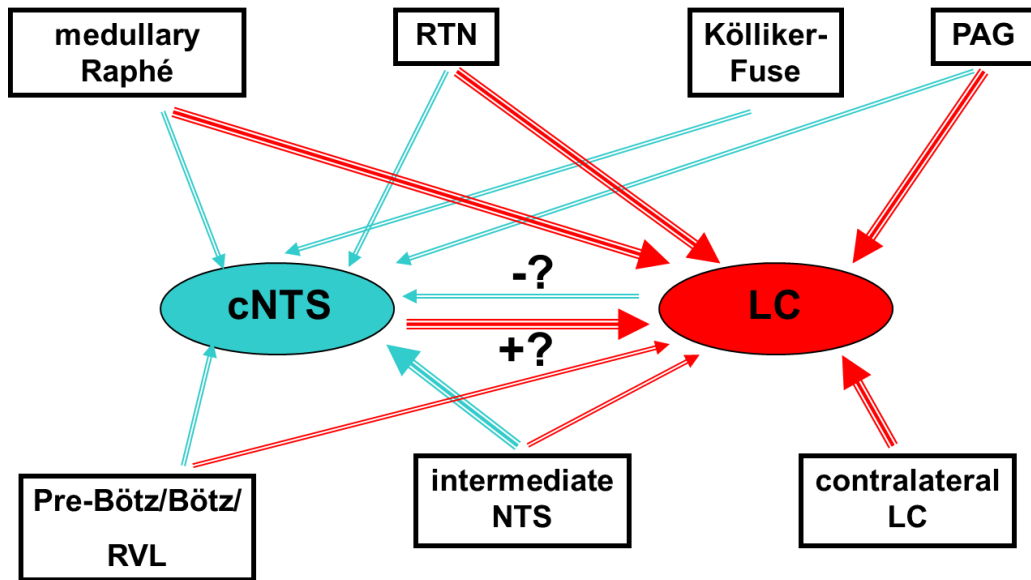 medullary
Raphé
RTN
Kölliker-
Fuse
PAG
-?
cNTS
LC
+?
Pre-Bötz/Bötz/
RVL
intermediate
NTS
contralateral
LC